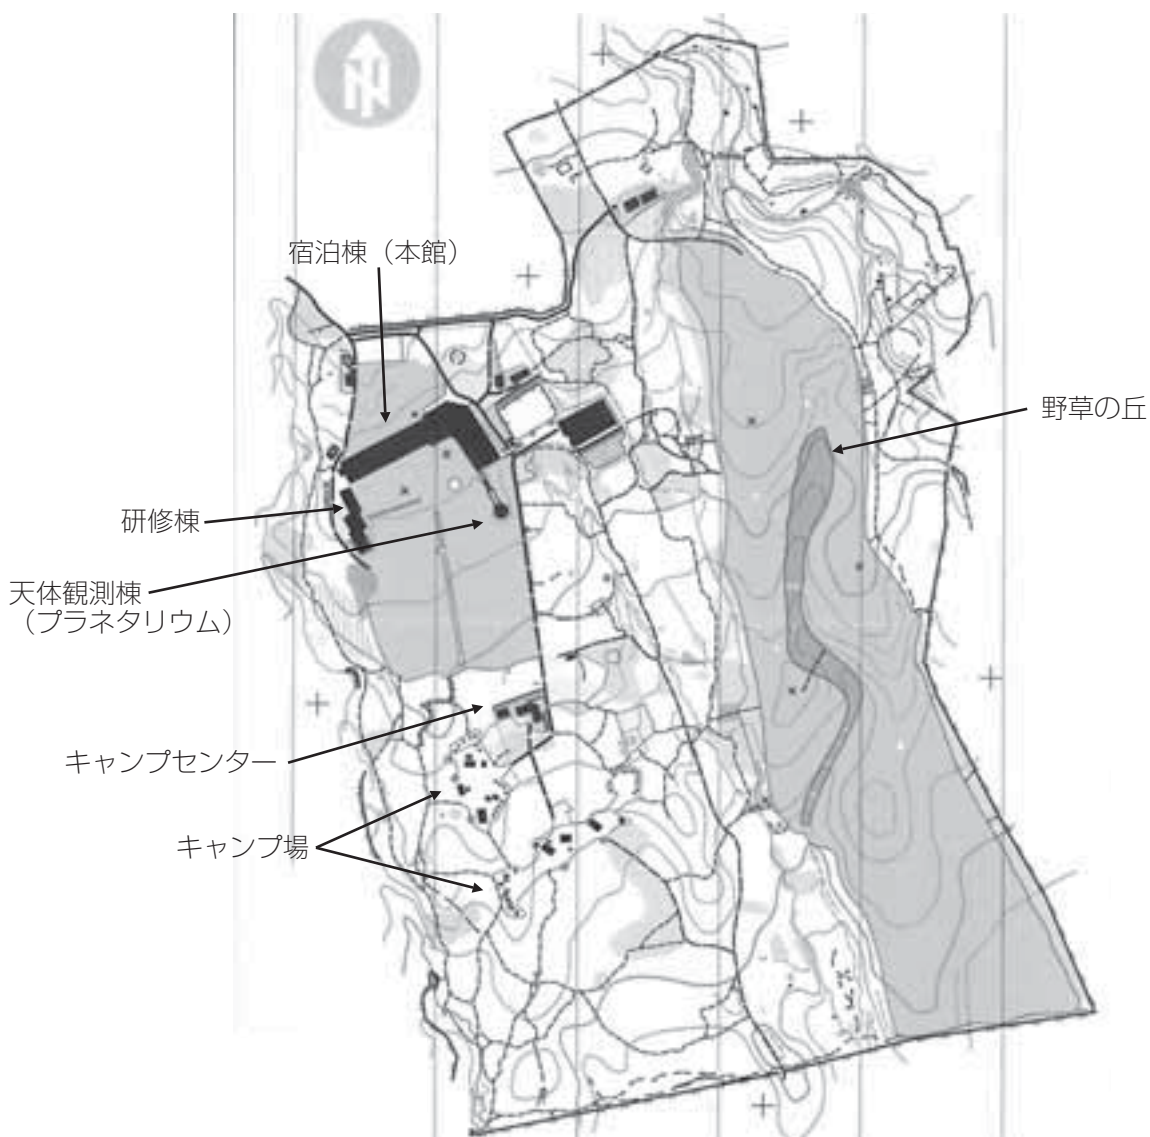 宿泊棟（本館）
野草の丘
研修棟
天体観測棟
（プラネタリウム）
キャンプセンター
キャンプ場